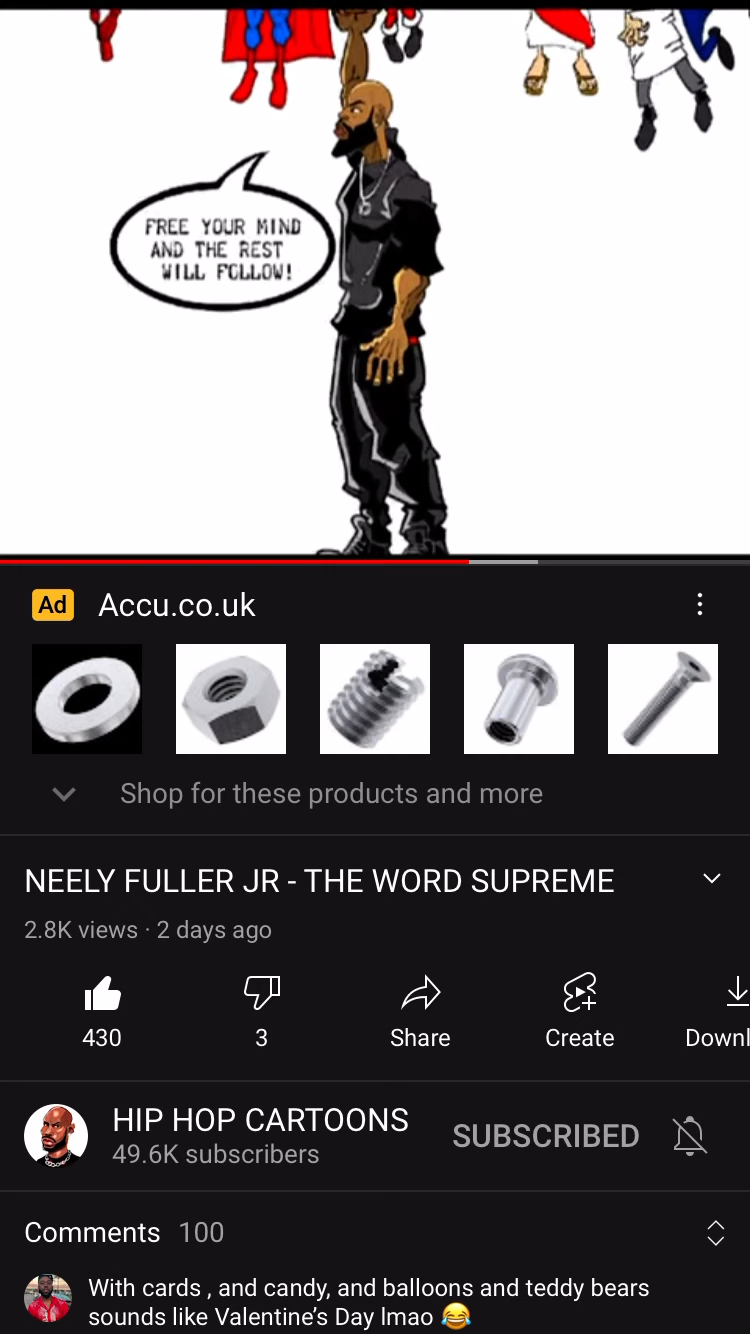 FREE YOUR MIND
AND THE REST
WILL FOLLOW!
Ad Accu.co.uk
Shop for these products and more
NEELY FULLER JR - THE WORD SUPREME
2.8K views · 2 days ago
430 3 Share Create Downl
HIP HOP CARTOONS
49.6K subscribers
SUBSCRIBED
Comments 100
With cards , and candy, and balloons and teddy bears
sounds like Valentine’s Day lmao 😂